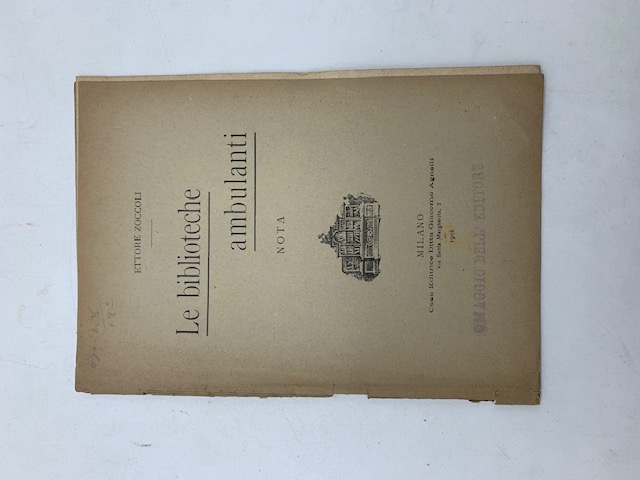 ETTORE ZOCCOLI
Le biblioteche
ambulanti
NOTA
MILANO
Casa Editrice Ditta Giacomo Agnelli
Via Santa Margherita, 2
1902
OMAGGIO DELL'EDITORE